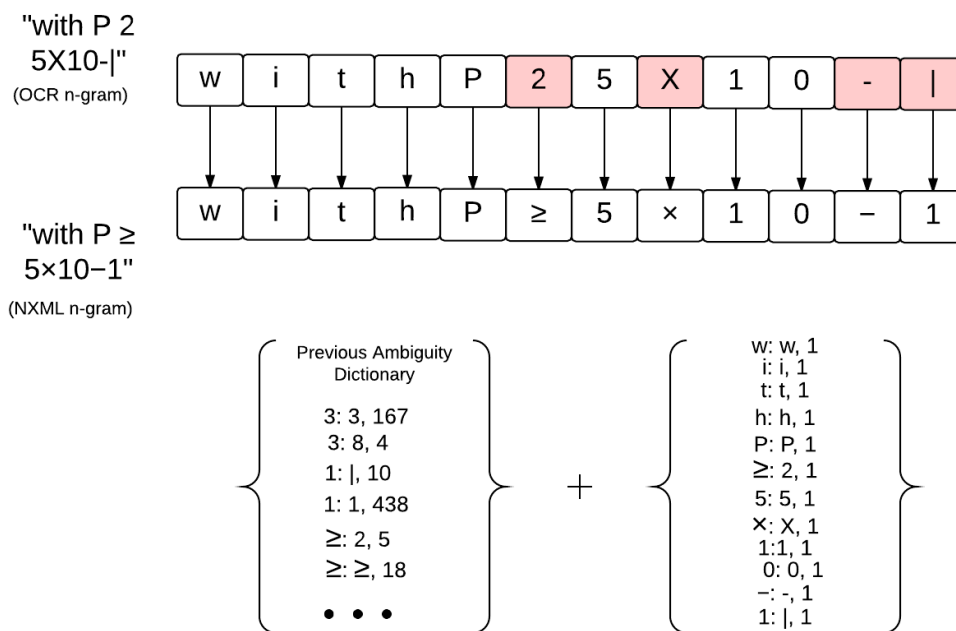 "with P 2
5X10-|"
(OCR n-gram)
w i t h P 2 5 X 1 0 - |
w i t h P ≥ 5 × 1 0 − 1
"with P ≥
5×10−1"
(NXML n-gram)
Previous Ambiguity
Dictionary
3: 3, 167
3: 8, 4
1: |, 10
1: 1, 438
≥: 2, 5
≥: ≥, 18
• • •
+
w: w, 1
i: i, 1
t: t, 1
h: h, 1
P: P, 1
≥: 2, 1
5: 5, 1
×: X, 1
1:1, 1
0: 0, 1
−: -, 1
1: |, 1